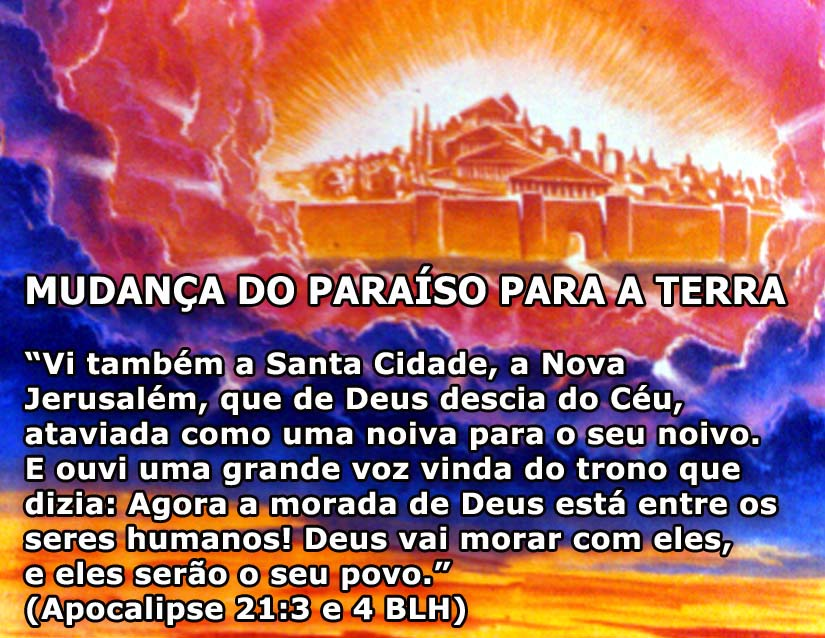 MUDANÇA DO PARAÍSO PARA A TERRA
“Vi também a Santa Cidade, a Nova
Jerusalém, que de Deus descia do Céu,
ataviada como uma noiva para o seu noivo.
E ouvi uma grande voz vinda do trono que
dizia: Agora a morada de Deus está entre os
seres humanos! Deus vai morar com eles,
e eles serão o seu povo.”
(Apocalipse 21:3 e 4 BLH)